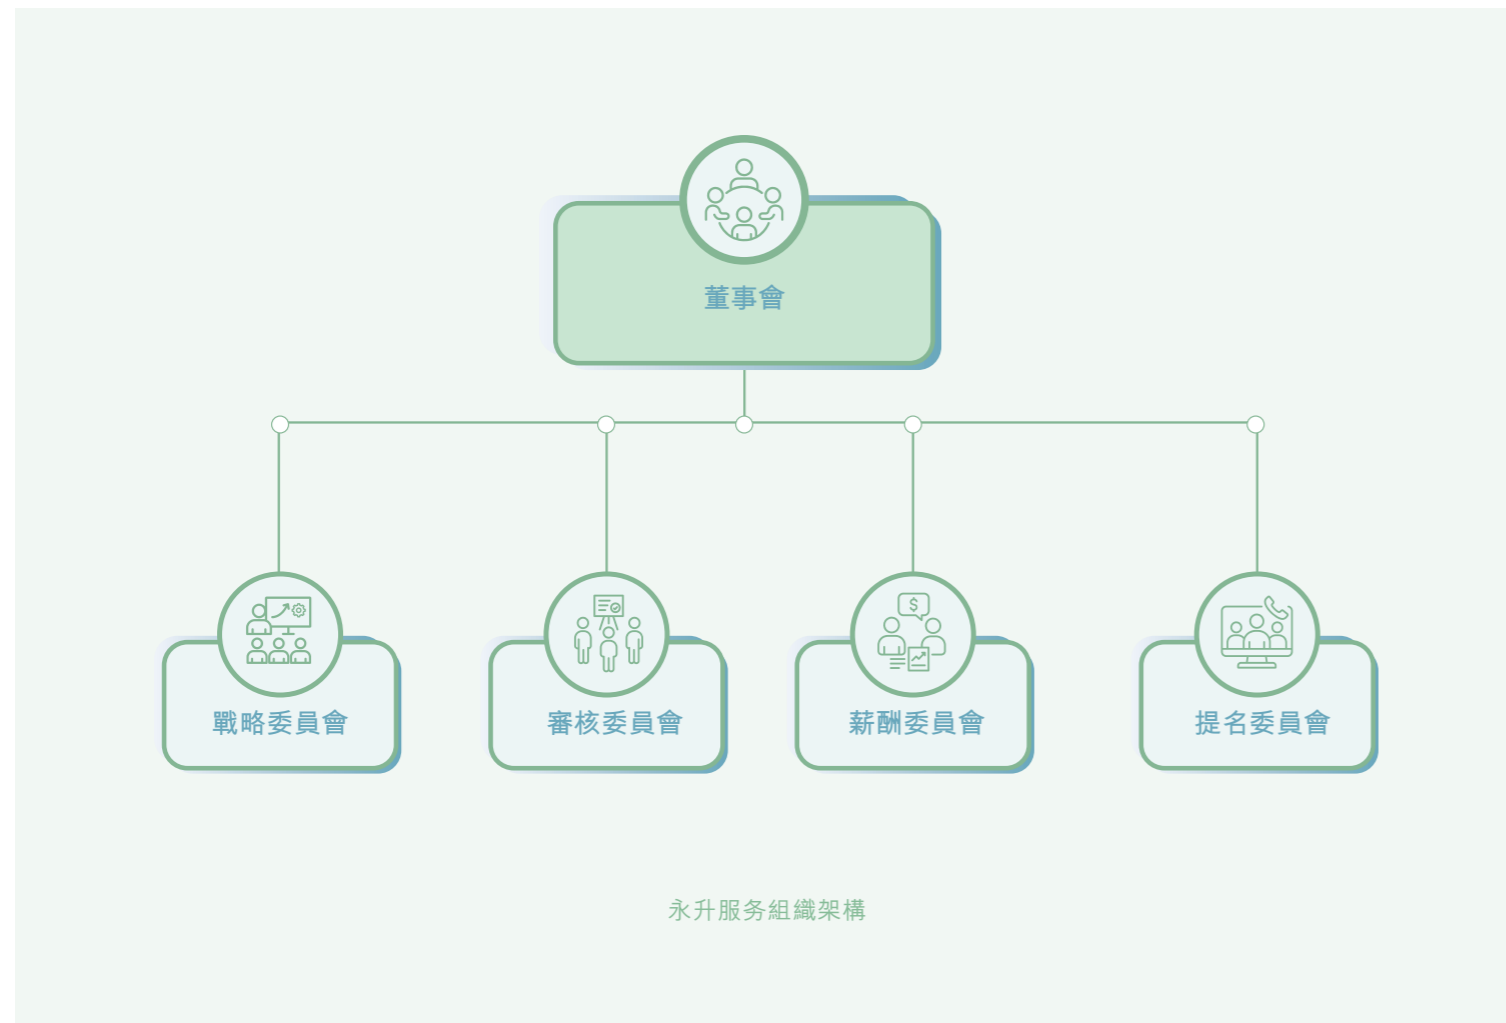 董事會
戰略委員會
審核委員會
薪酬委員會
提名委員會
永升服务組織架構